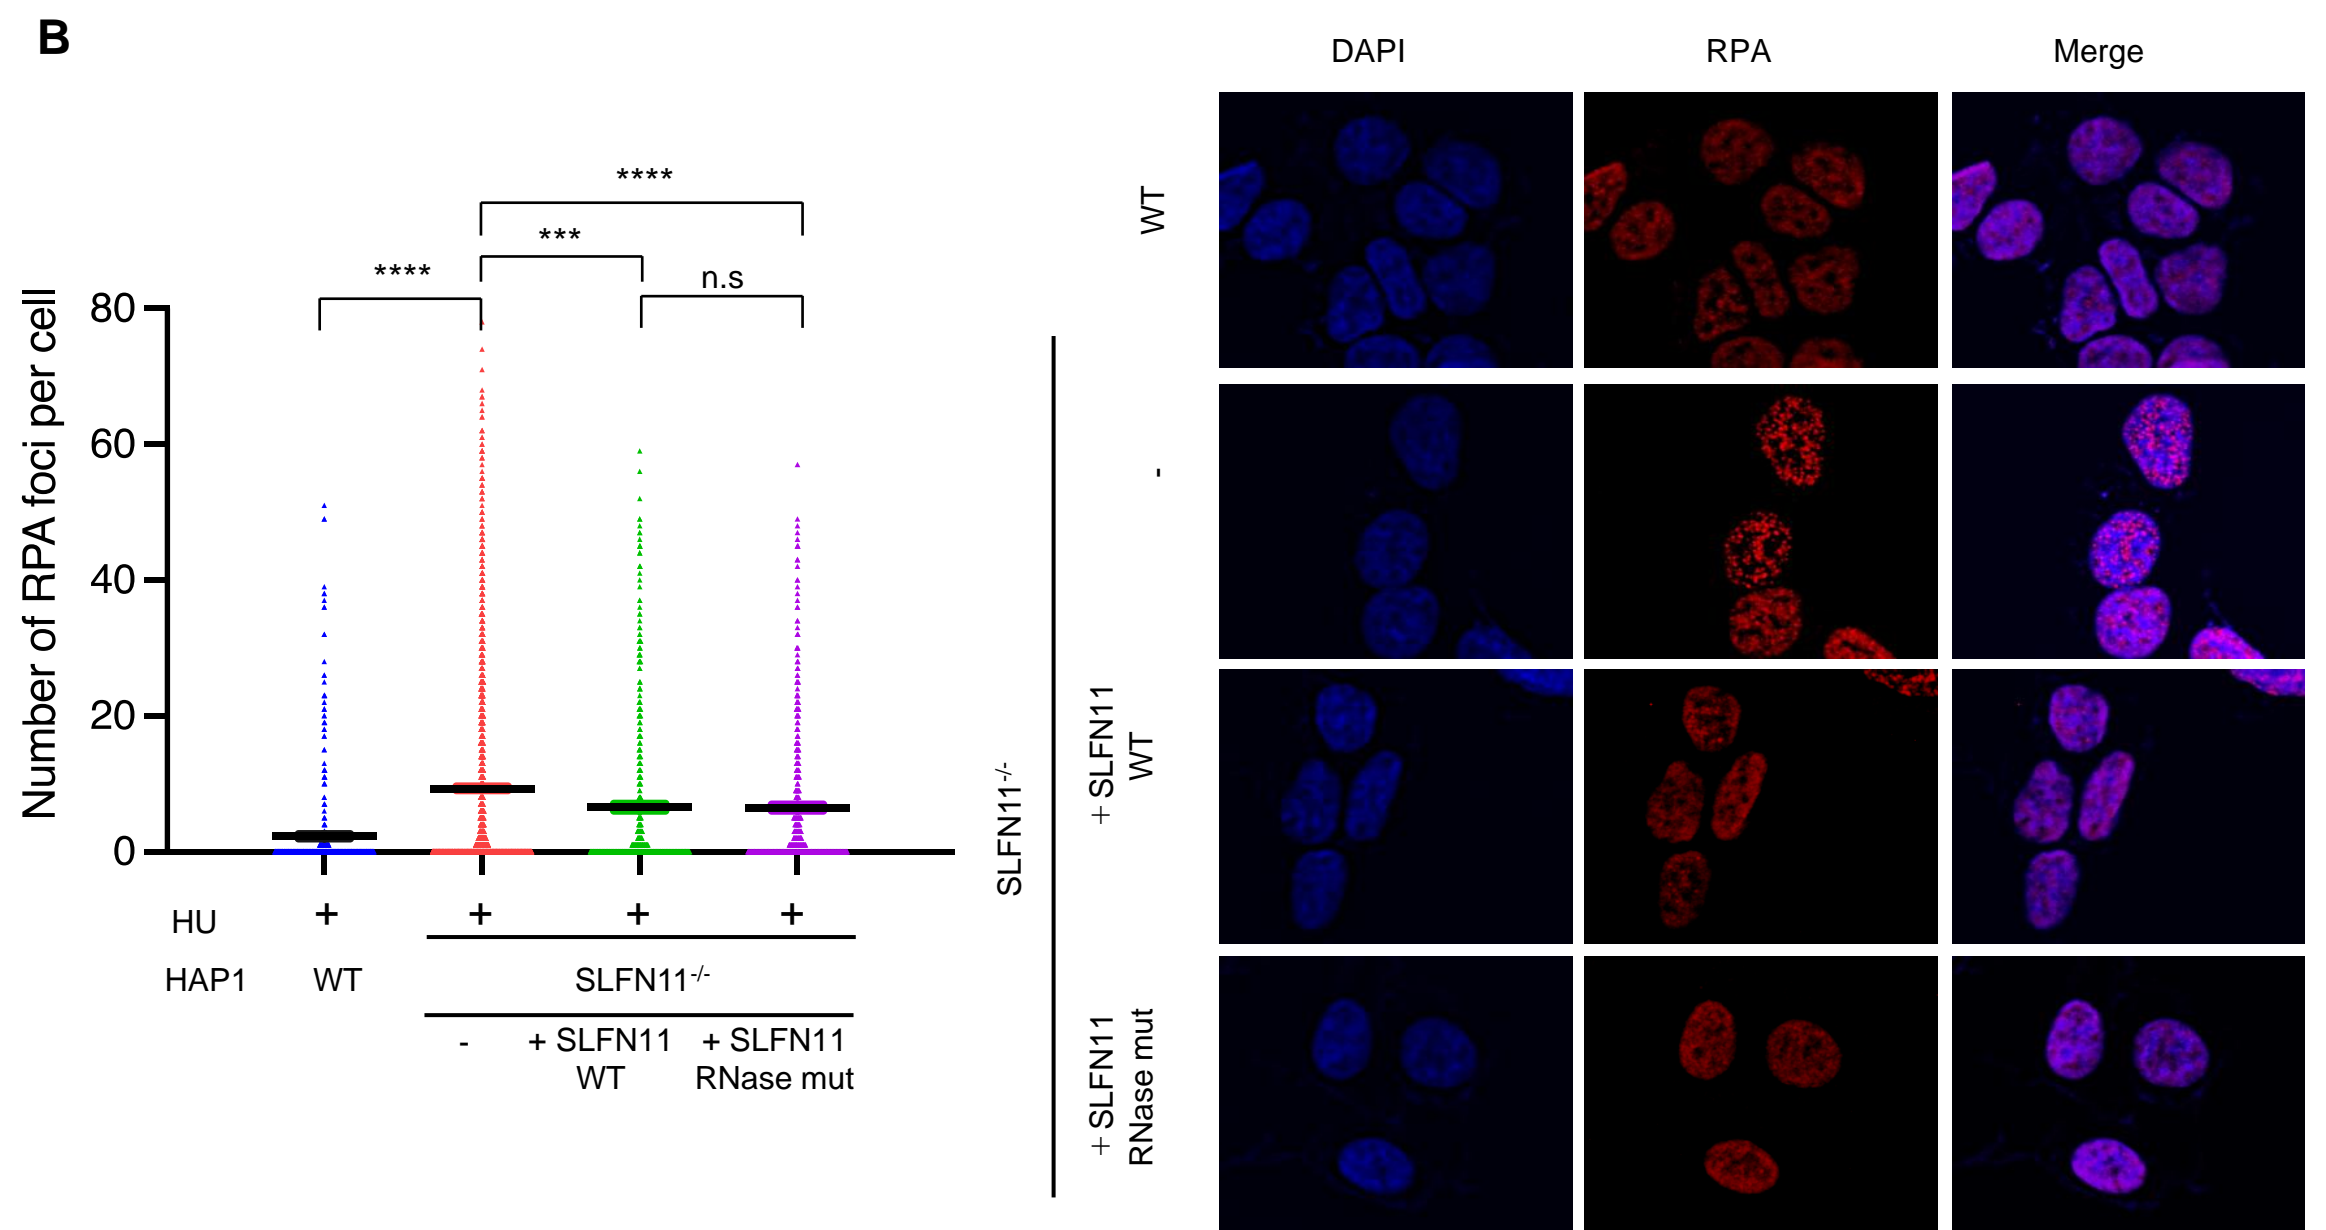 B
DAPI
RPA
Merge
****
***
****
n.s
Number of RPA foci per cell
80
60
40
20
0
HU
+
+
+
+
HAP1
WT
SLFN11-/-
-
+ SLFN11
WT
+ SLFN11
RNase mut
SLFN11-/-
WT
-
+ SLFN11
WT
+ SLFN11
RNase mut